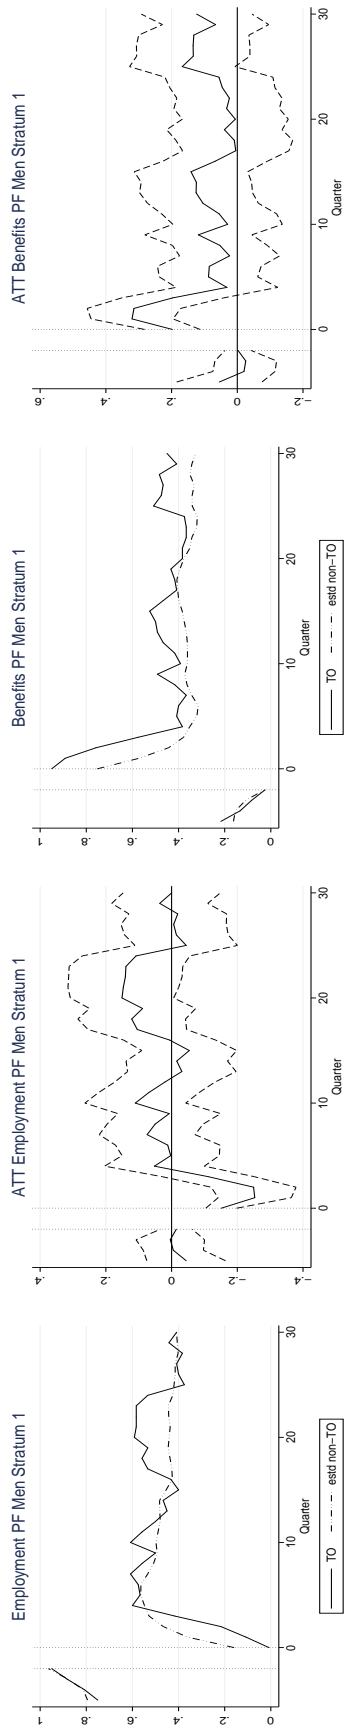 Employment PF Men Stratum 1
1
.8
.6
.4
.2
0
0 10 20 30
Quarter
TO estd non−TO
ATT Employment PF Men Stratum 1
.4
.2
0
−.2
−.4
0 10 20 30
Quarter
Benefits PF Men Stratum 1
1
.8
.6
.4
.2
0
0 10 20 30
Quarter
TO estd non−TO
ATT Benefits PF Men Stratum 1
.6
.4
.2
0
−.2
0 10 20 30
Quarter